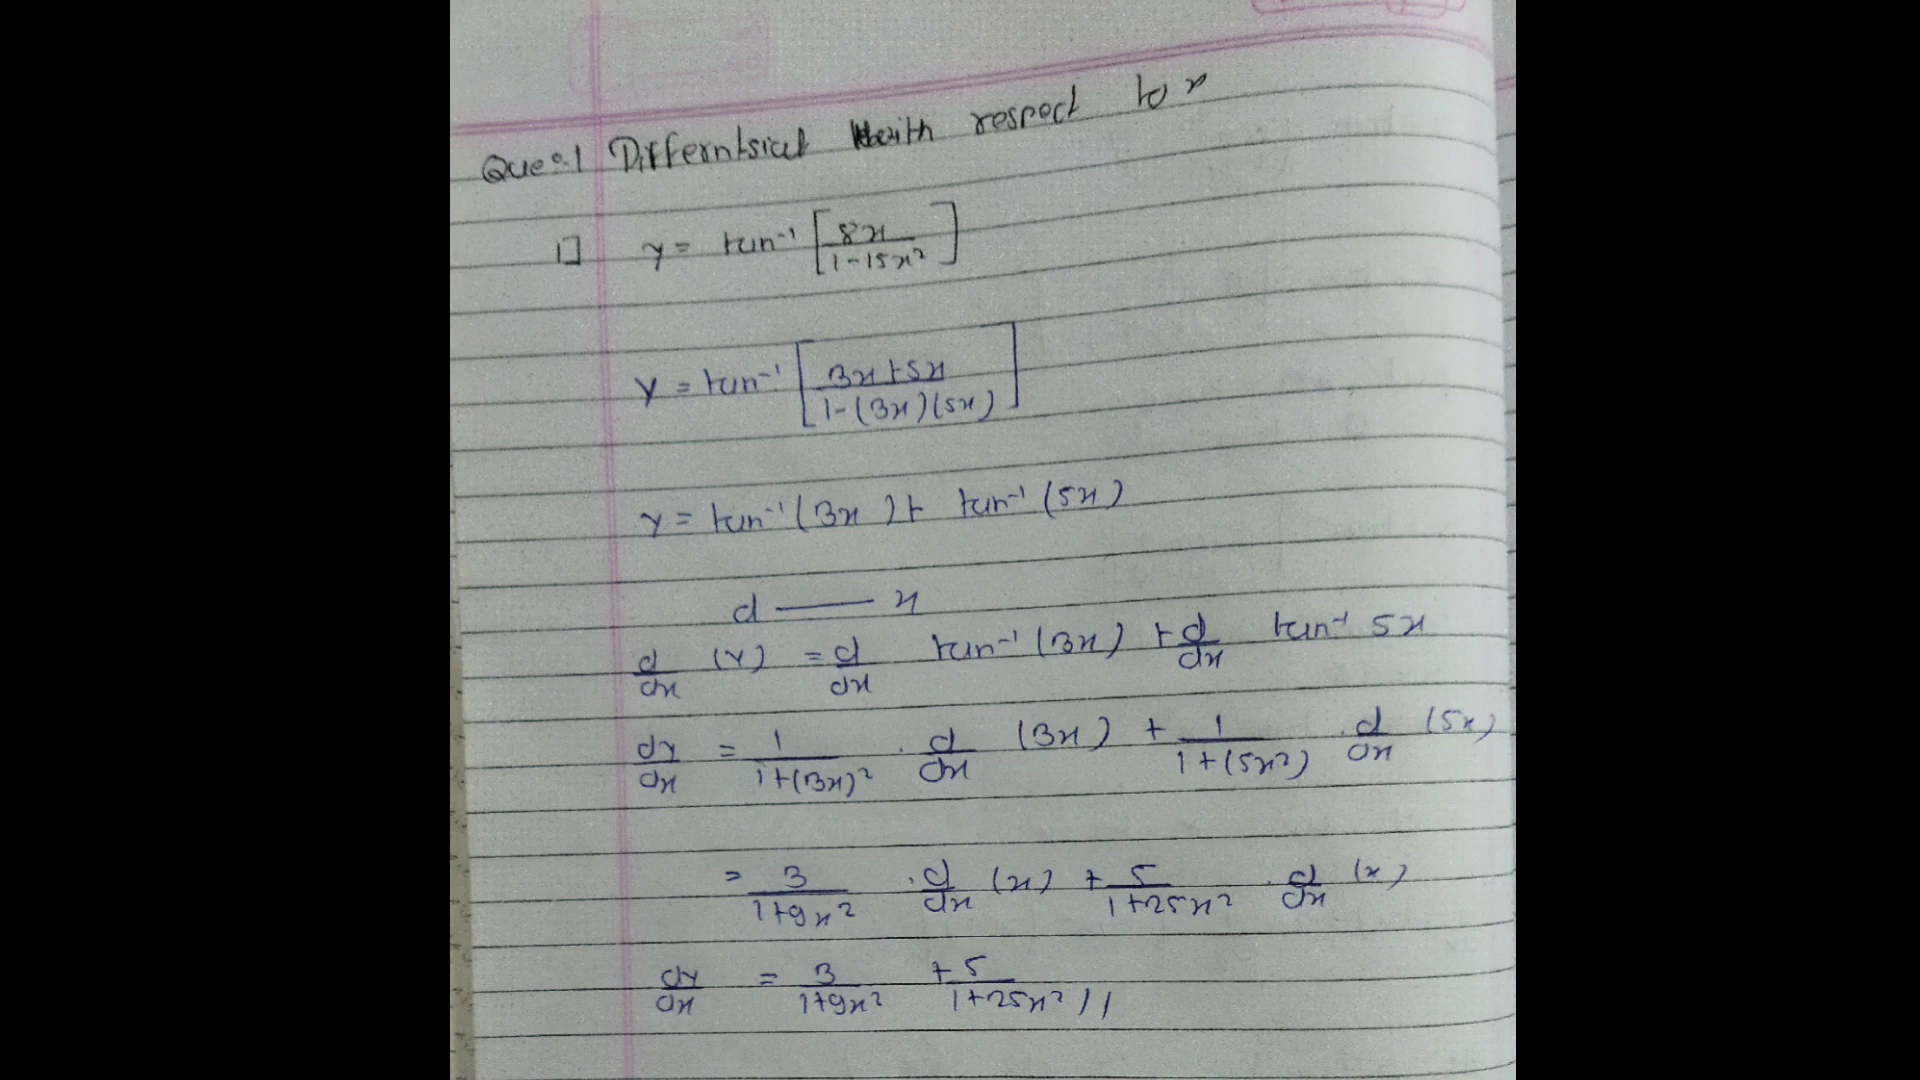 Que:-1 Differntsial with respect to x
1] y = tan⁻¹ [8x / 1-15x²]
y = tan⁻¹ [3x+5x / 1-(3x)(5x)]
y = tan⁻¹(3x) + tan⁻¹(5x)
d — x
d/dx (y) = d/dx tan⁻¹(3x) + d/dx tan⁻¹ 5x
dy/dx = 1/1+(3x)² . d/dx (3x) + 1/1+(5x²) . d/dx (5x)
= 3/1+9x² . d/dx (x) + 5/1+25x² . d/dx (x)
dy/dx = 3/1+9x² + 5/1+25x² //